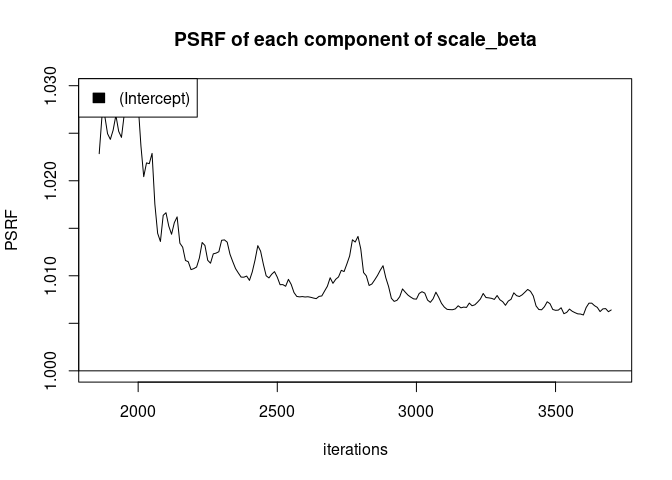 PSRF of each component of scale_beta
(Intercept)
PSRF
1.030
1.020
1.010
1.000
2000 2500 3000 3500
iterations